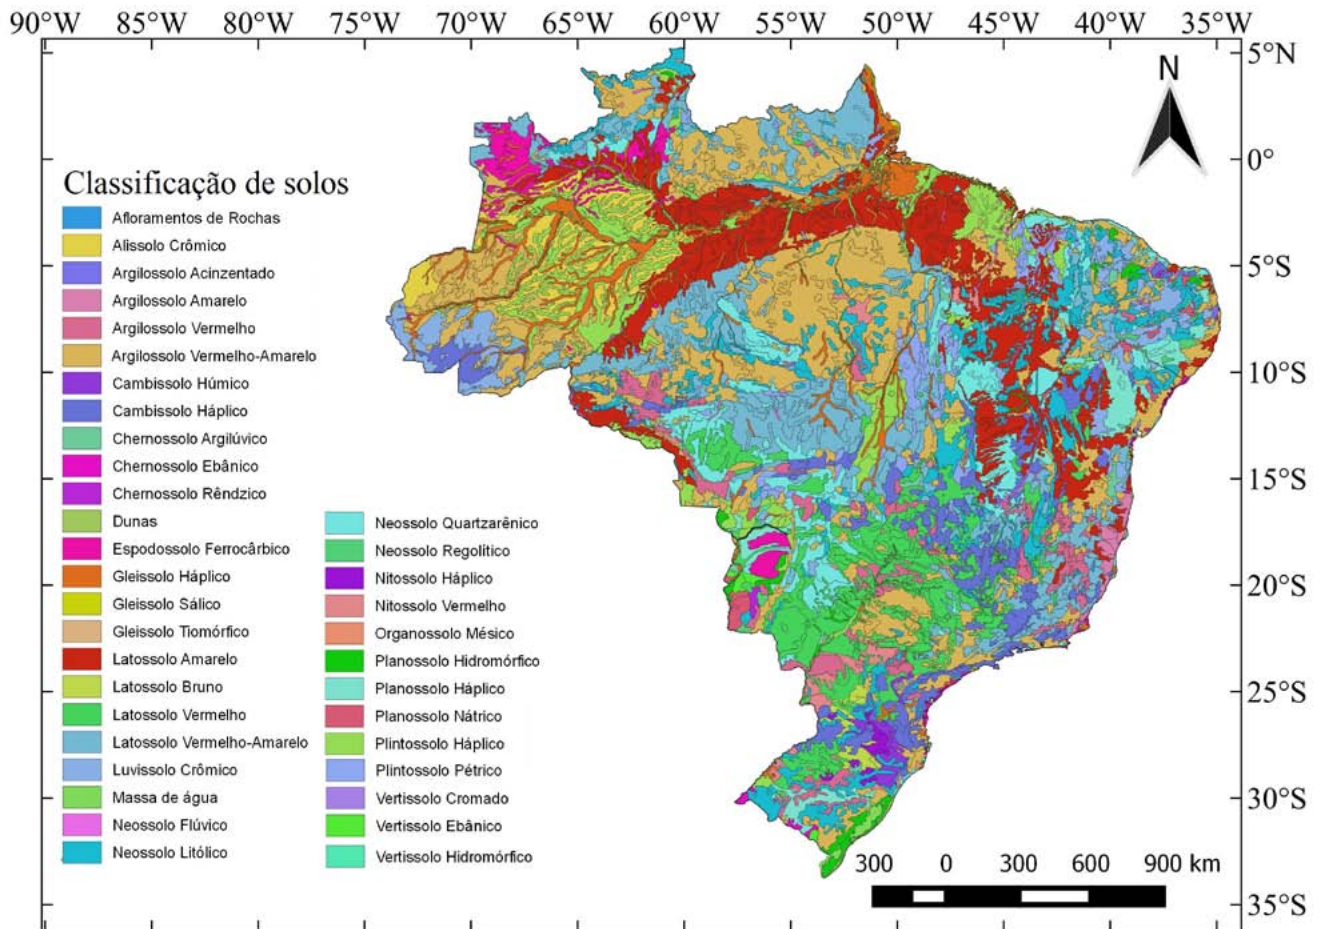 90°W 85°W 80°W 75°W 70°W 65°W 60°W 55°W 50°W 45°W 40°W 35°W
5°N
N
0°
Classificação de solos
Afloramentos de Rochas
Alissolo Crômico
Argilossolo Acinzentado
Argilossolo Amarelo
Argilossolo Vermelho
Argilossolo Vermelho-Amarelo
Cambissolo Húmico
Cambissolo Háplico
Chernossolo Argilúvico
Chernossolo Ebânico
Chernossolo Rêndzico
Dunas
Espodossolo Ferrocârbico
Gleissolo Háplico
Gleissolo Sálico
Gleissolo Tiomórfico
Latossolo Amarelo
Latossolo Bruno
Latossolo Vermelho
Latossolo Vermelho-Amarelo
Luvissolo Crômico
Massa de água
Neossolo Flúvico
Neossolo Litólico
Neossolo Quartzarênico
Neossolo Regolítico
Nitossolo Háplico
Nitossolo Vermelho
Organossolo Mésico
Planossolo Hidromórfico
Planossolo Háplico
Planossolo Nátrico
Plintossolo Háplico
Plintossolo Pétrico
Vertissolo Cromado
Vertissolo Ebânico
Vertissolo Hidromórfico
5°S
10°S
15°S
20°S
25°S
30°S
35°S
300 0 300 600 900 km